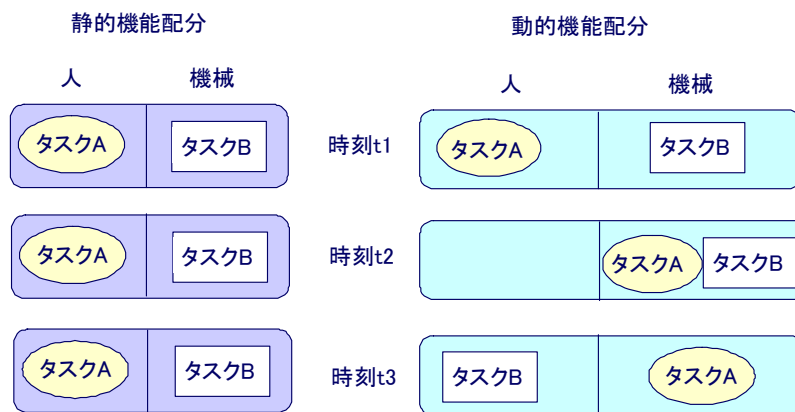 静的機能配分
動的機能配分
人
機械
人
機械
タスクA
タスクB
時刻t1
タスクA
タスクB
タスクA
タスクB
時刻t2
タスクA
タスクB
タスクA
タスクB
時刻t3
タスクB
タスクA